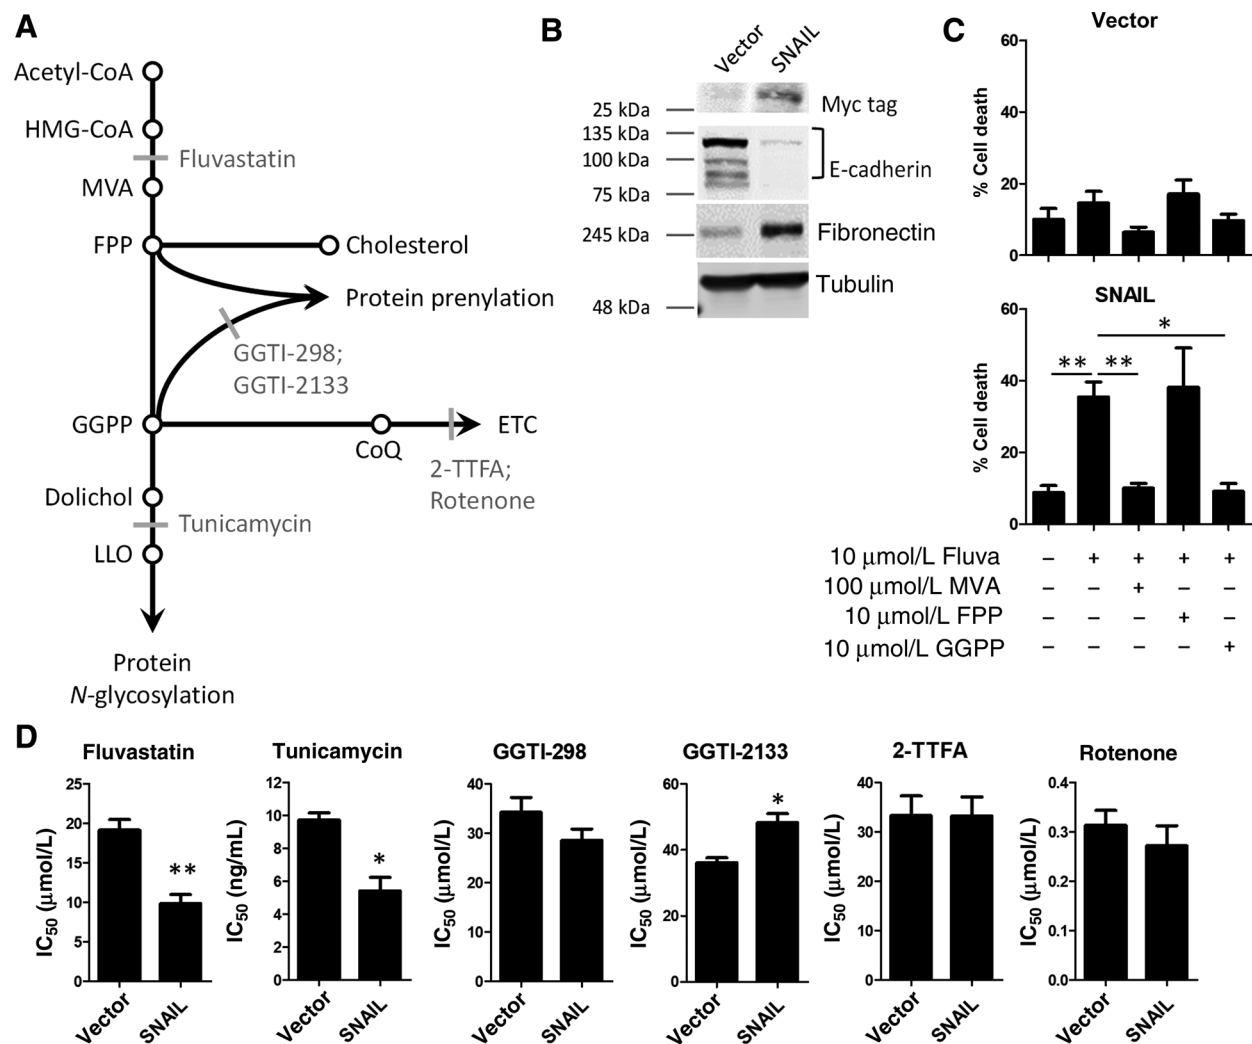 A
Acetyl-CoA
HMG-CoA
Fluvastatin
MVA
FPP
Cholesterol
Protein prenylation
GGTI-298;
GGTI-2133
GGPP
ETC
CoQ
2-TTFA;
Rotenone
Dolichol
Tunicamycin
LLO
Protein
N-glycosylation
B
Vector SNAIL
25 kDa Myc tag
135 kDa
100 kDa E-cadherin
75 kDa
245 kDa Fibronectin
Tubulin
48 kDa
C
Vector
% Cell death
60
40
20
0
SNAIL
% Cell death
60
40
20
0
** ** *
10 μmol/L Fluva – + + + +
100 μmol/L MVA – – + – –
10 μmol/L FPP – – – + –
10 μmol/L GGPP – – – – +
D
Fluvastatin
IC50 (μmol/L)
25
20
15
10
5
0
**
Vector SNAIL
Tunicamycin
IC50 (ng/mL)
12
10
8
6
4
2
0
*
Vector SNAIL
GGTI-298
IC50 (μmol/L)
40
30
20
10
0
Vector SNAIL
GGTI-2133
IC50 (μmol/L)
60
40
20
0
*
Vector SNAIL
2-TTFA
IC50 (μmol/L)
40
30
20
10
0
Vector SNAIL
Rotenone
IC50 (μmol/L)
0.4
0.3
0.2
0.1
0.0
Vector SNAIL